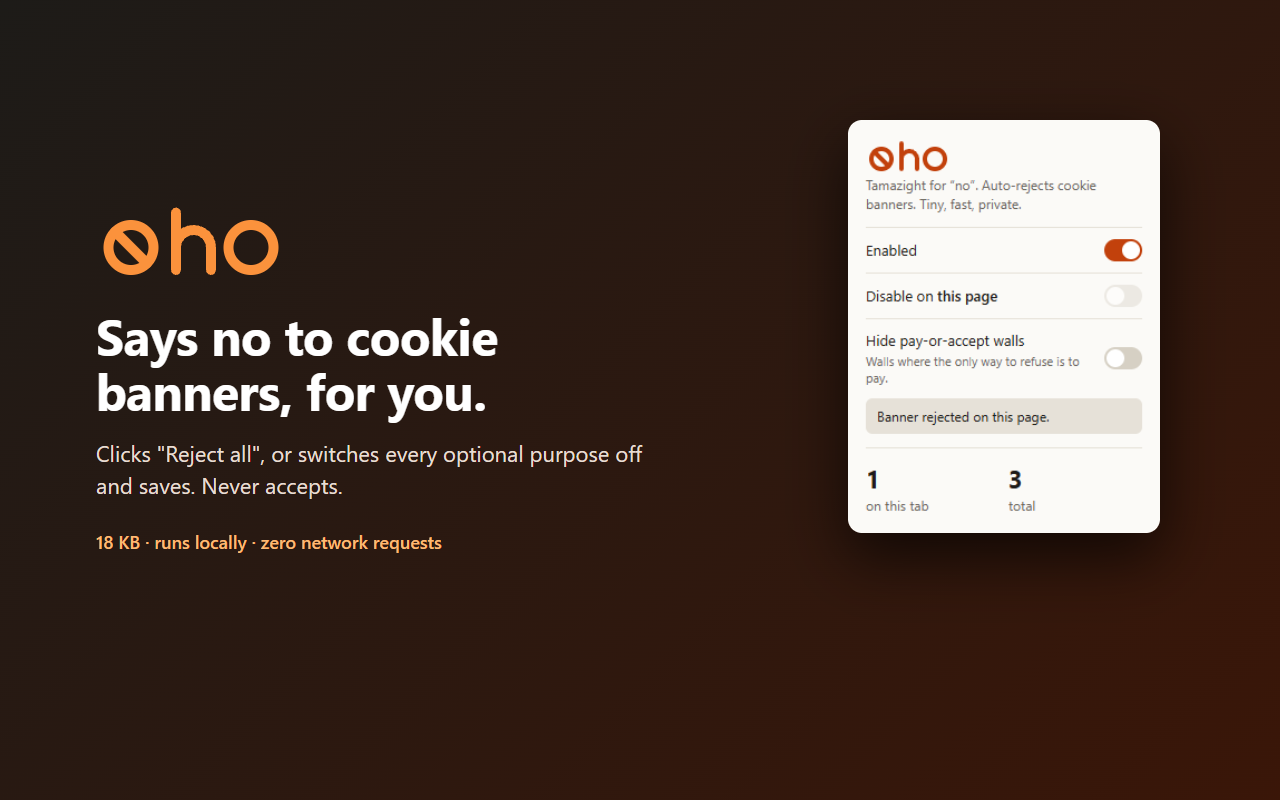 oho
Says no to cookie
banners, for you.
Clicks "Reject all", or switches every optional purpose off
and saves. Never accepts.
18 KB · runs locally · zero network requests
oho
Tamazight for “no”. Auto-rejects cookie
banners. Tiny, fast, private.
Enabled
Disable on this page
Hide pay-or-accept walls
Walls where the only way to refuse is to
pay.
Banner rejected on this page.
1
on this tab
3
total